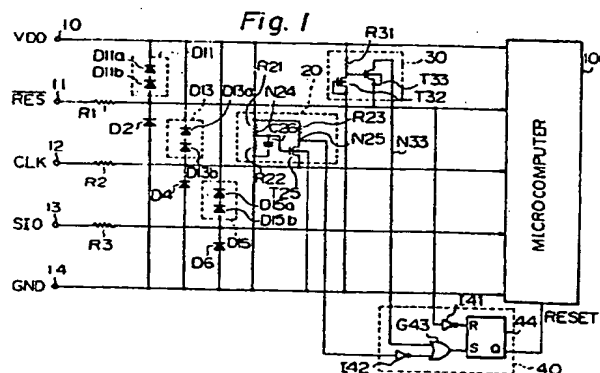 Fig. 1
VDD 10
D11a
D11b
D11
R21
R31
30
10
RES 11
R1
D13
D13a
20
N24
R23
T33
T32
D2
C26
N25
N33
CLK 12
R2
D13b
R22
T25
D4
D15a
D15b
SIO 13
R3
D15
D6
MICROCOMPUTER
GND 14
RESET
I41
G43
R
44
S
Q
I42
40